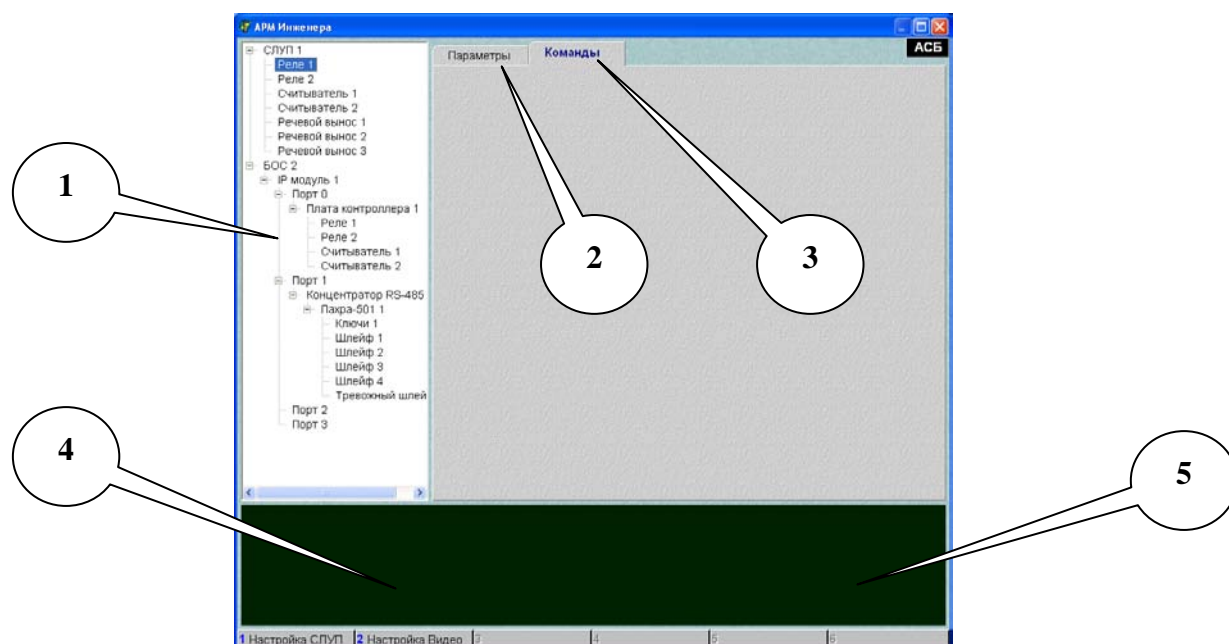 АРМ Инженера
АСБ
СЛУП 1
Реле 1
Реле 2
Считыватель 1
Считыватель 2
Речевой вынос 1
Речевой вынос 2
Речевой вынос 3
БОС 2
IP модуль 1
Порт 0
Плата контроллера 1
Реле 1
Реле 2
Считыватель 1
Считыватель 2
Порт 1
Концентратор RS-485
Пахра-501 1
Ключи 1
Шлейф 1
Шлейф 2
Шлейф 3
Шлейф 4
Тревожный шлей
Порт 2
Порт 3
Параметры Команды
1
2
3
4
5
1 Настройка СЛУП 2 Настройка Видео 3 4 5 6